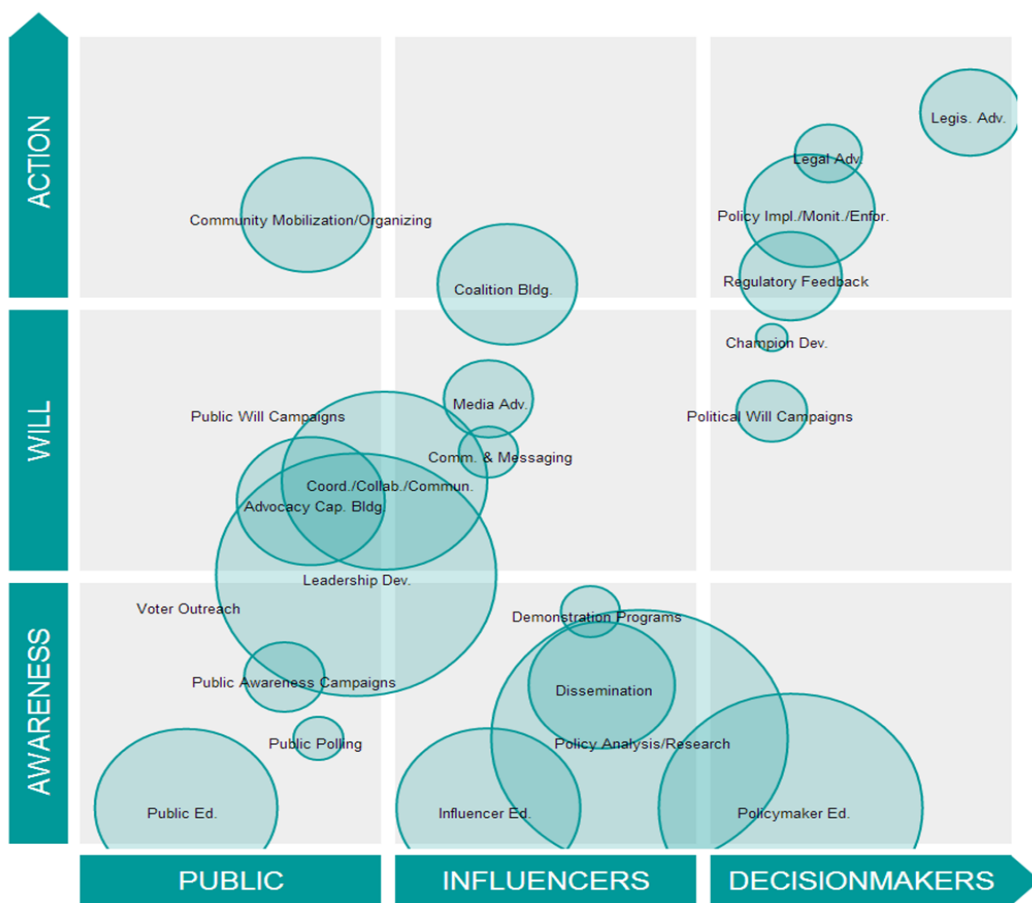 ACTION
Legis. Adv.
Legal Adv.
Community Mobilization/Organizing
Policy Impl./Monit./Enfor.
Coalition Bldg.
Regulatory Feedback
WILL
Champion Dev.
Public Will Campaigns
Media Adv.
Political Will Campaigns
Comm. & Messaging
Coord./Collab./Commun.
Advocacy Cap. Bldg.
Leadership Dev.
AWARENESS
Voter Outreach
Demonstration Programs
Public Awareness Campaigns
Dissemination
Public Polling
Policy Analysis/Research
Public Ed.
Influencer Ed.
Policymaker Ed.
PUBLIC
INFLUENCERS
DECISIONMAKERS